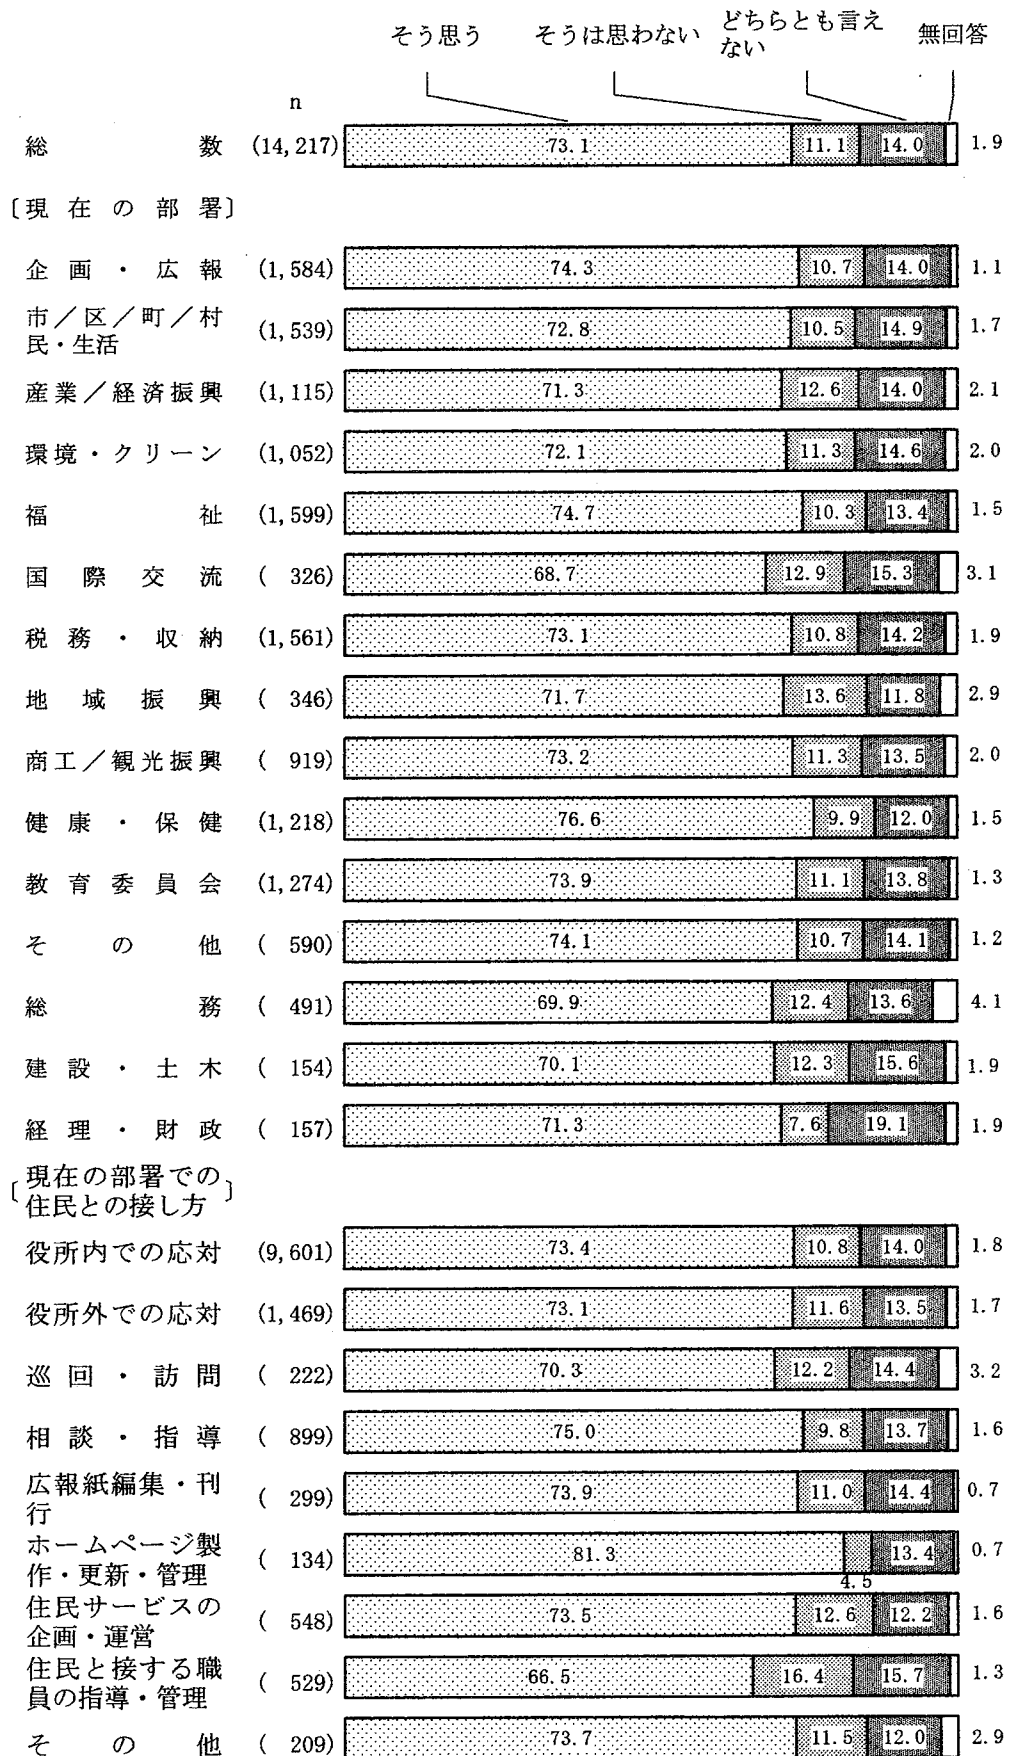 そう思う　そうは思わない　どちらとも言え　無回答
ない
n
総数 (14,217) 73.1 11.1 14.0 1.9
〔現在の部署〕
企画・広報 (1,584) 74.3 10.7 14.0 1.1
市／区／町／村
民・生活 (1,539) 72.8 10.5 14.9 1.7
産業／経済振興 (1,115) 71.3 12.6 14.0 2.1
環境・クリーン (1,052) 72.1 11.3 14.6 2.0
福祉 (1,599) 74.7 10.3 13.4 1.5
国際交流 ( 326) 68.7 12.9 15.3 3.1
税務・収納 (1,561) 73.1 10.8 14.2 1.9
地域振興 ( 346) 71.7 13.6 11.8 2.9
商工／観光振興 ( 919) 73.2 11.3 13.5 2.0
健康・保健 (1,218) 76.6 9.9 12.0 1.5
教育委員会 (1,274) 73.9 11.1 13.8 1.3
その他 ( 590) 74.1 10.7 14.1 1.2
総務 ( 491) 69.9 12.4 13.6 4.1
建設・土木 ( 154) 70.1 12.3 15.6 1.9
経理・財政 ( 157) 71.3 7.6 19.1 1.9
〔現在の部署での
住民との接し方〕
役所内での応対 (9,601) 73.4 10.8 14.0 1.8
役所外での応対 (1,469) 73.1 11.6 13.5 1.7
巡回・訪問 ( 222) 70.3 12.2 14.4 3.2
相談・指導 ( 899) 75.0 9.8 13.7 1.6
広報紙編集・刊
行 ( 299) 73.9 11.0 14.4 0.7
ホームページ製
作・更新・管理 ( 134) 81.3 4.5 13.4 0.7
住民サービスの
企画・運営 ( 548) 73.5 12.6 12.2 1.6
住民と接する職
員の指導・管理 ( 529) 66.5 16.4 15.7 1.3
その他 ( 209) 73.7 11.5 12.0 2.9